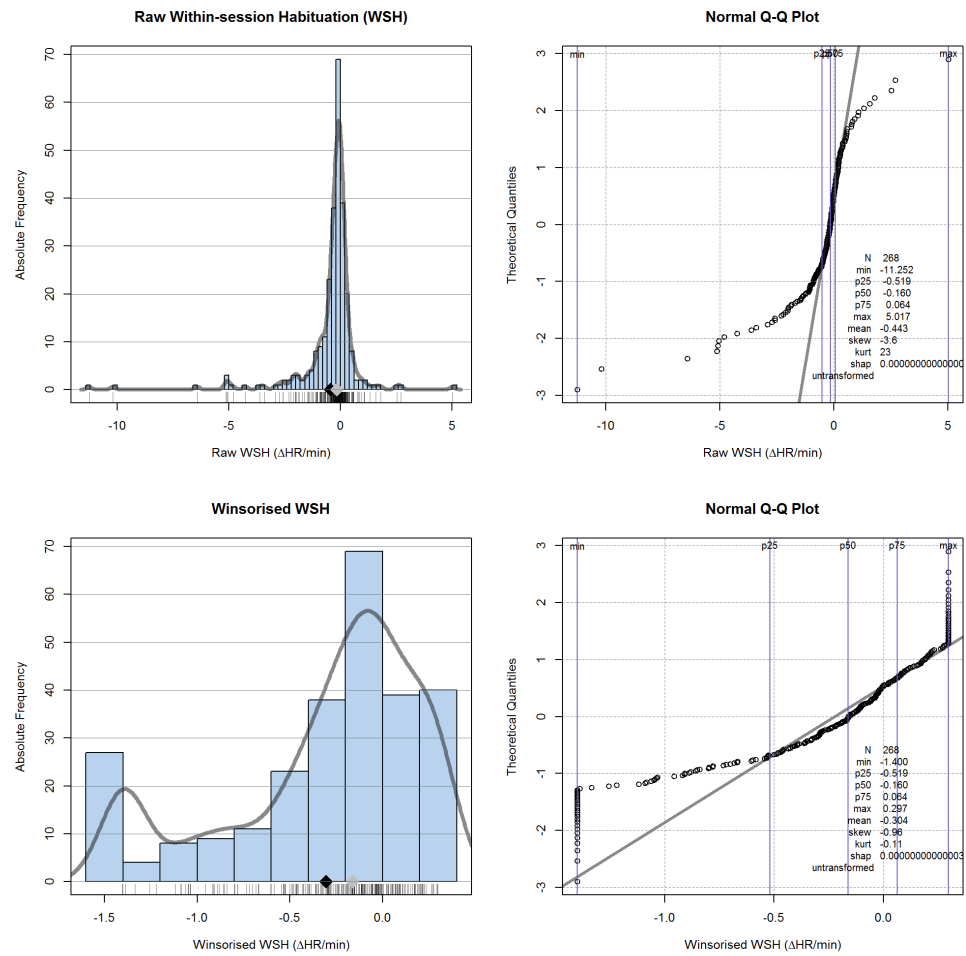 Raw Within-session Habituation (WSH)
Absolute Frequency
70
60
50
40
30
20
10
0
-10
-5
0
5
Raw WSH (ΔHR/min)
Normal Q-Q Plot
Theoretical Quantiles
3
2
1
0
-1
-2
-3
min
max
N 268
min -11.252
p25 -0.519
p50 -0.160
p75 0.064
max 5.017
mean -0.443
skew -3.6
kurt 23
shap 0.00000000000000
untransformed
-10
-5
0
5
Raw WSH (ΔHR/min)
Winsorised WSH
Absolute Frequency
70
60
50
40
30
20
10
0
-1.5
-1.0
-0.5
0.0
Winsorised WSH (ΔHR/min)
Normal Q-Q Plot
Theoretical Quantiles
3
2
1
0
-1
-2
-3
min
p25
p50
p75
max
N 268
min -1.400
p25 -0.519
p50 -0.160
p75 0.064
max 0.297
mean -0.304
skew -0.96
kurt -0.11
shap 0.00000000000003
untransformed
-1.0
-0.5
0.0
Winsorised WSH (ΔHR/min)